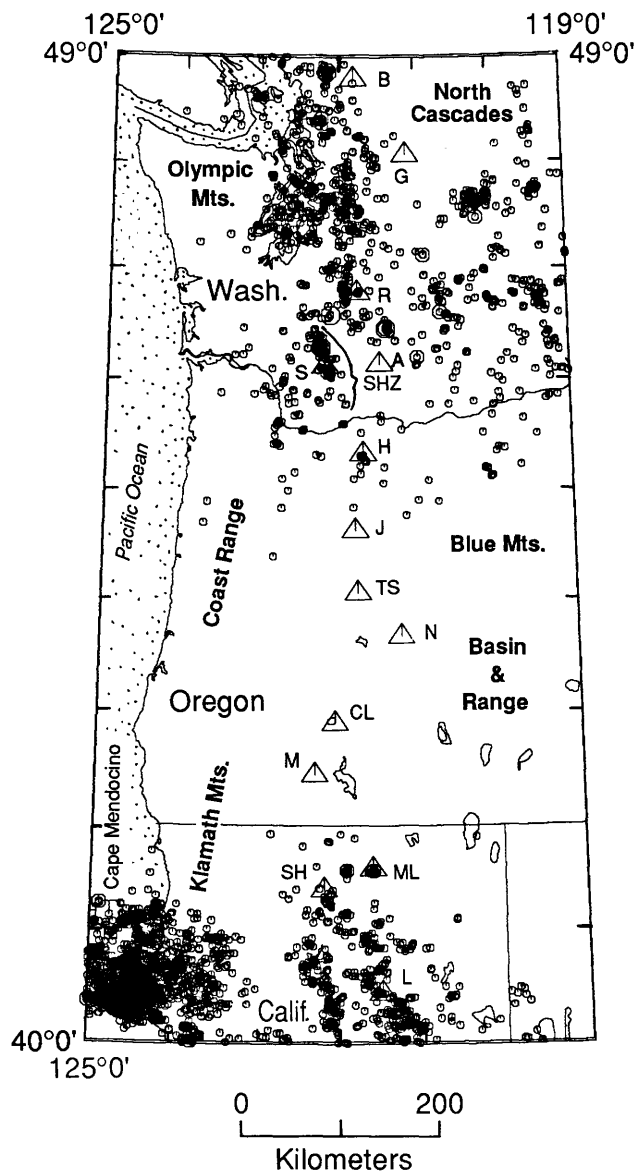 125°0'
119°0'
49°0'
49°0'
B
North
Cascades
Olympic
Mts.
G
Wash.
R
S
A
SHZ
H
Pacific Ocean
Coast Range
J
Blue Mts.
TS
N
Basin
&
Range
Oregon
CL
M
Cape Mendocino
Klamath Mts.
SH
ML
L
Calif.
40°0'
125°0'
0
200
Kilometers